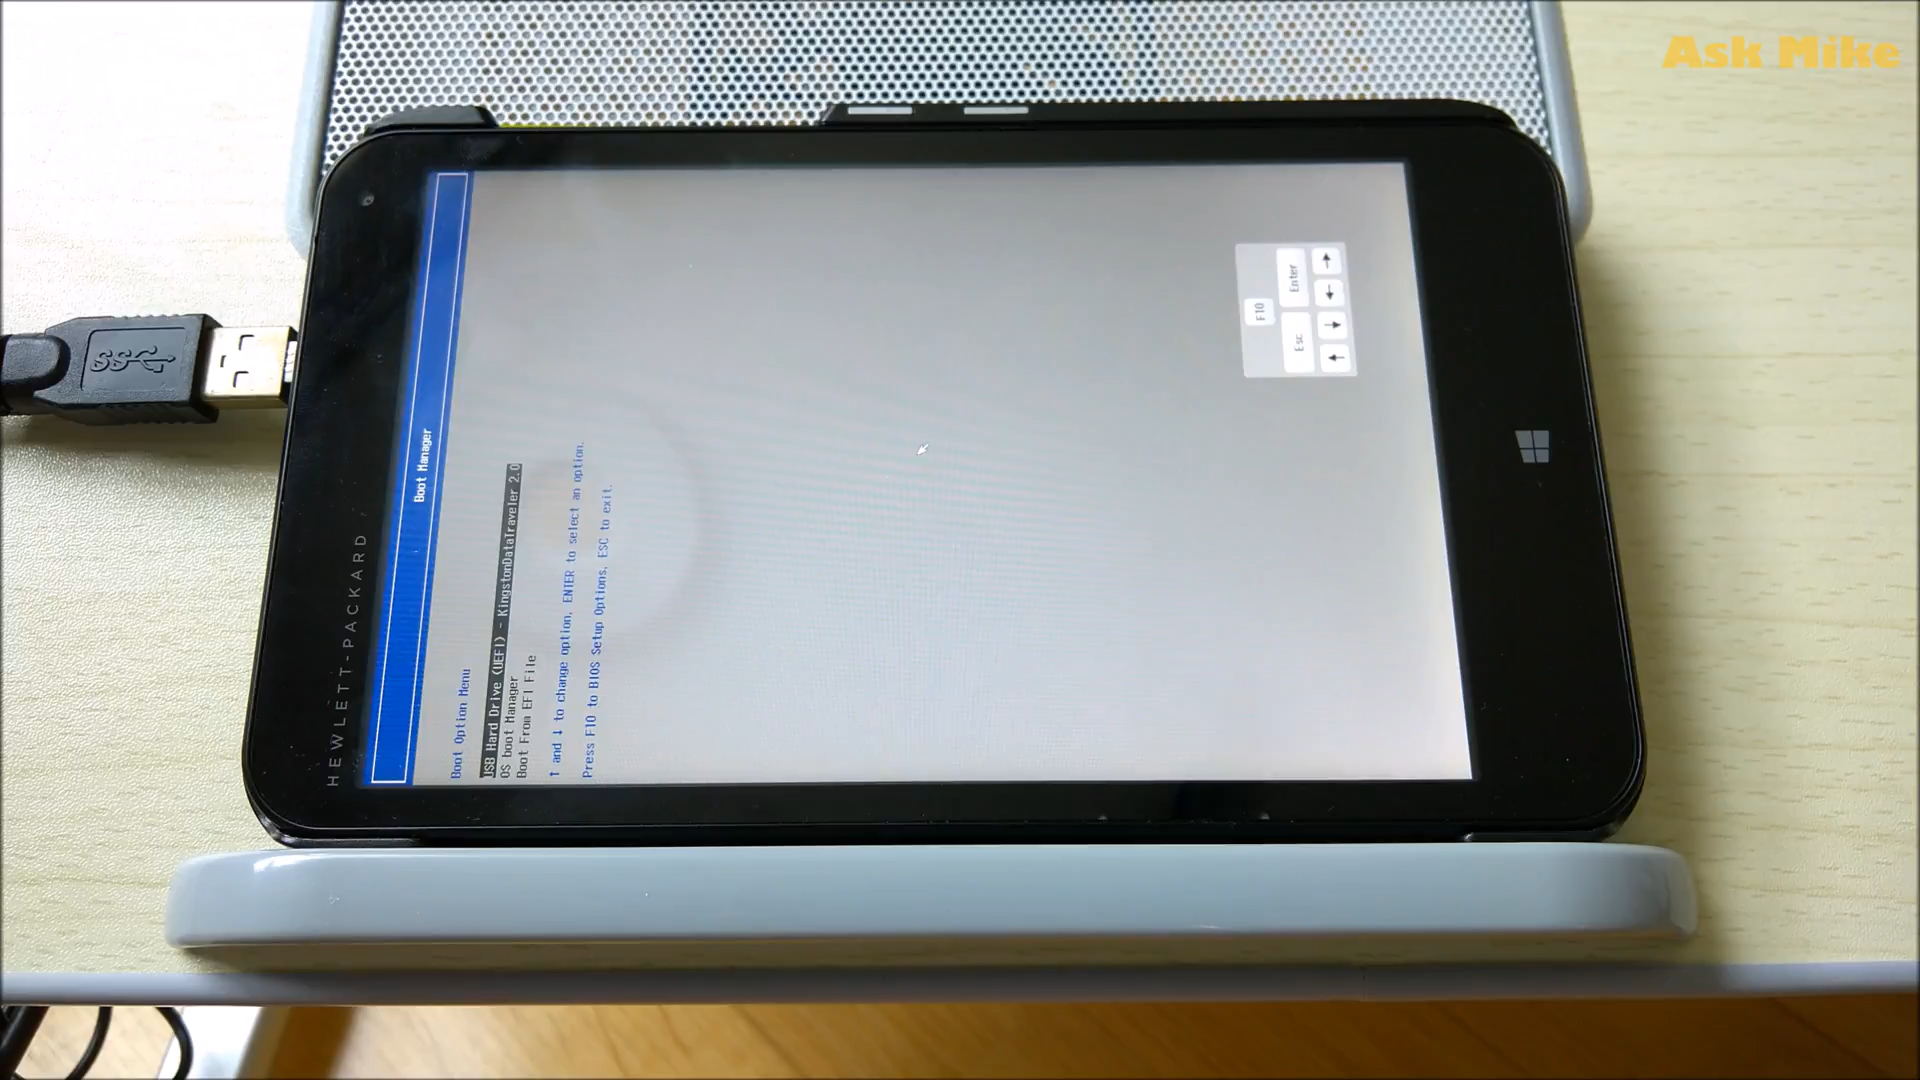 Ask Mike
HEWLETT-PACKARD
Boot Manager
Boot Option Menu
USB Hard Drive (UEFI) - KingstonDataTraveler 2.0
OS boot Manager
Boot From EFI File
↑ and ↓ to change option, ENTER to select an option.
Press F10 to BIOS Setup Options, ESC to exit.
F10
Esc Enter
↑ ↓ ← →